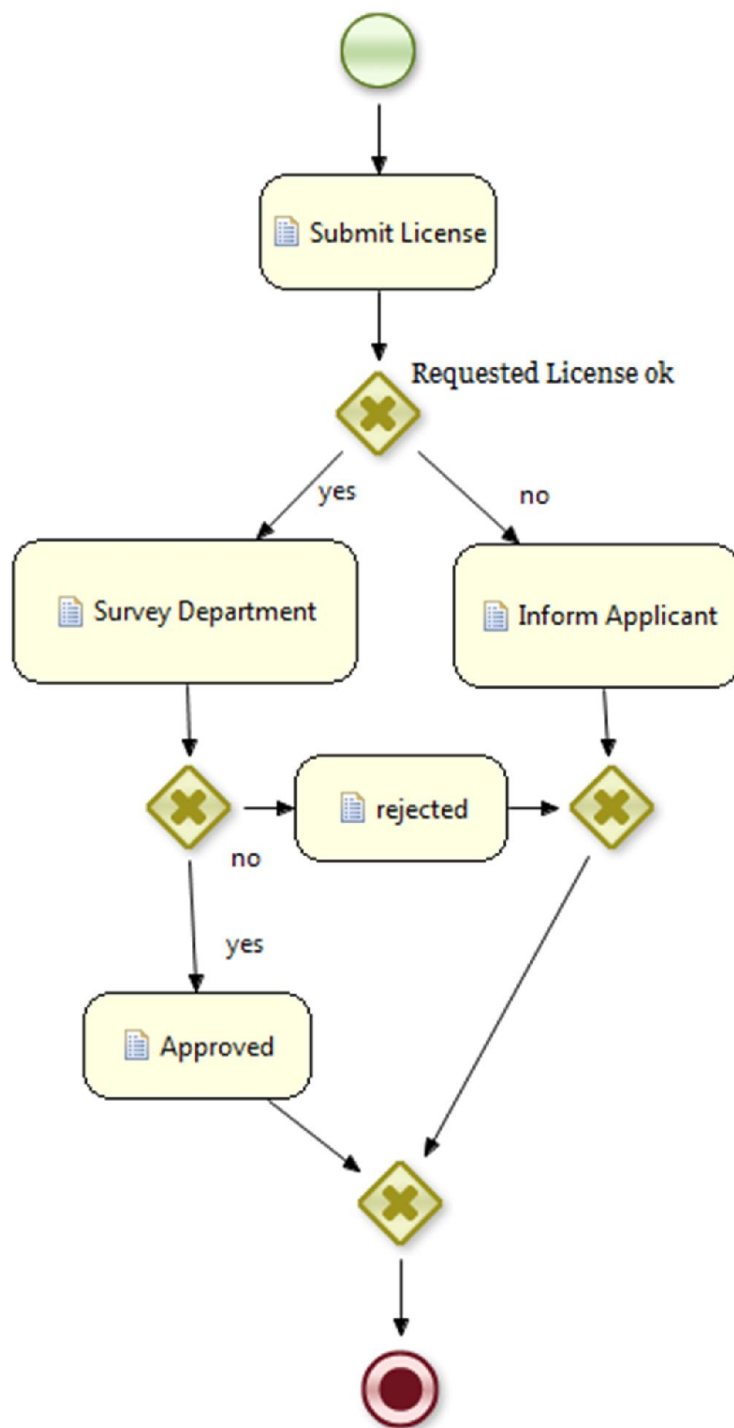 Submit License
Requested License ok
yes
no
Survey Department
Inform Applicant
rejected
no
yes
Approved